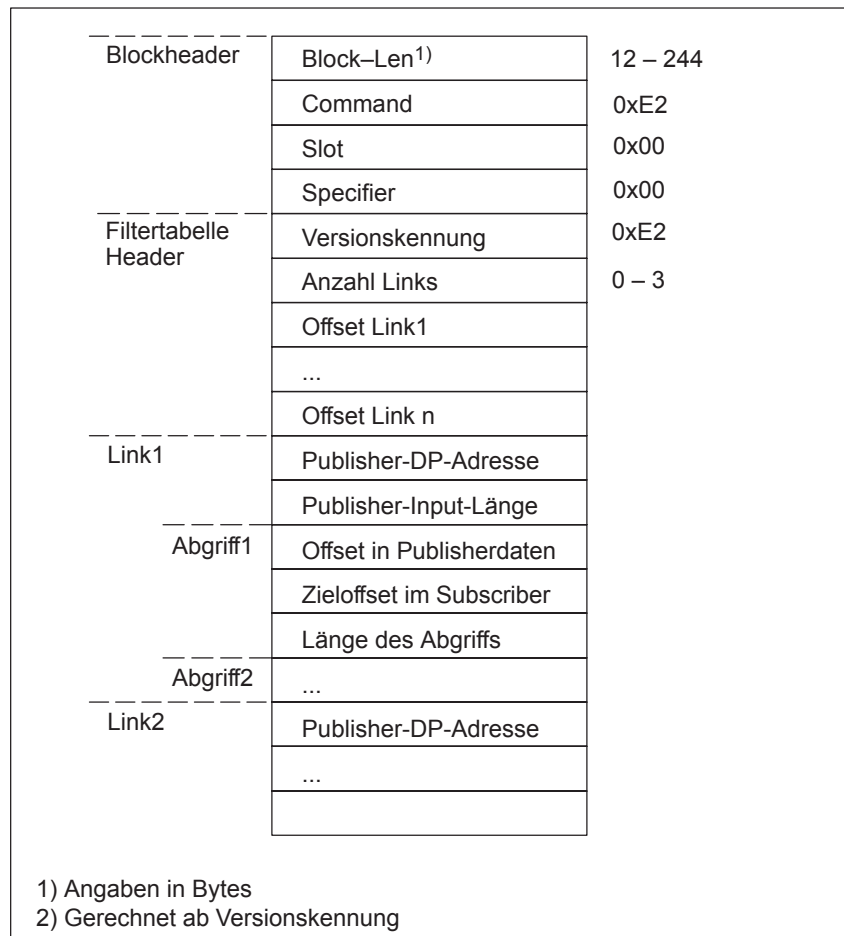 Blockheader Block–Len1) 12 – 244
Command 0xE2
Slot 0x00
Specifier 0x00
Filtertabelle Header Versionskennung 0xE2
Anzahl Links 0 – 3
Offset Link1
...
Offset Link n
Link1 Publisher-DP-Adresse
Publisher-Input-Länge
Abgriff1 Offset in Publisherdaten
Zieloffset im Subscriber
Länge des Abgriffs
Abgriff2 ...
Link2 Publisher-DP-Adresse
...
1) Angaben in Bytes
2) Gerechnet ab Versionskennung